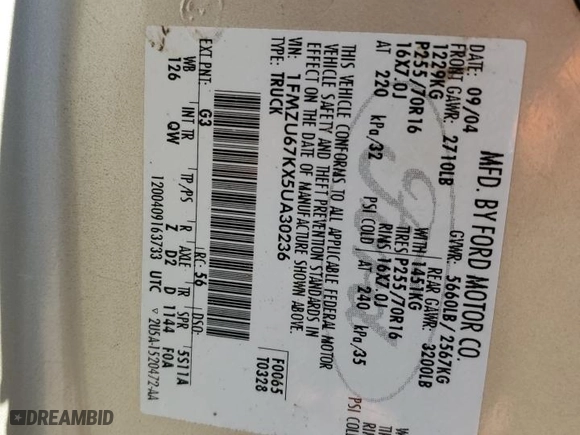 MFD. BY FORD MOTOR CO.
DATE: 09/04 GVWR: 5660LB/2567KG
FRONT GAWR: 2710LB REAR GAWR: 3200LB
1229KG WITH 1451KG
P255/70R16 TIRES P255/70R16
16X7.0J RIMS 16X7.0J
AT 220 kPa/32 PSI COLD AT 240 kPa/35 PSI COLD
THIS VEHICLE CONFORMS TO ALL APPLICABLE FEDERAL MOTOR
VEHICLE SAFETY AND THEFT PREVENTION STANDARDS IN
EFFECT ON THE DATE OF MANUFACTURE SHOWN ABOVE.
VIN: 1FMZU67KX5UA30236
TYPE: TRUCK
F0065
T0328
EXT PNT: G3 RC: 56 DSO:
WB INT TR TP/PS R AXLE TR SPR 5S11A
126 QW Z D2 D 1144 F0A
1200409163733 UTC ▽ 2U5A-1520472-AA
Ford
DREAMBID